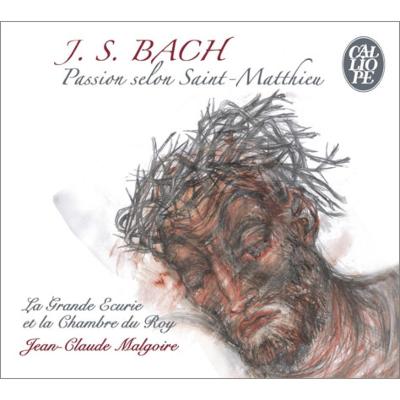 J. S. BACH
Passion selon Saint-Matthieu
CALLIOPE
La Grande Ecurie
et la Chambre du Roy
Jean-Claude Malgoire